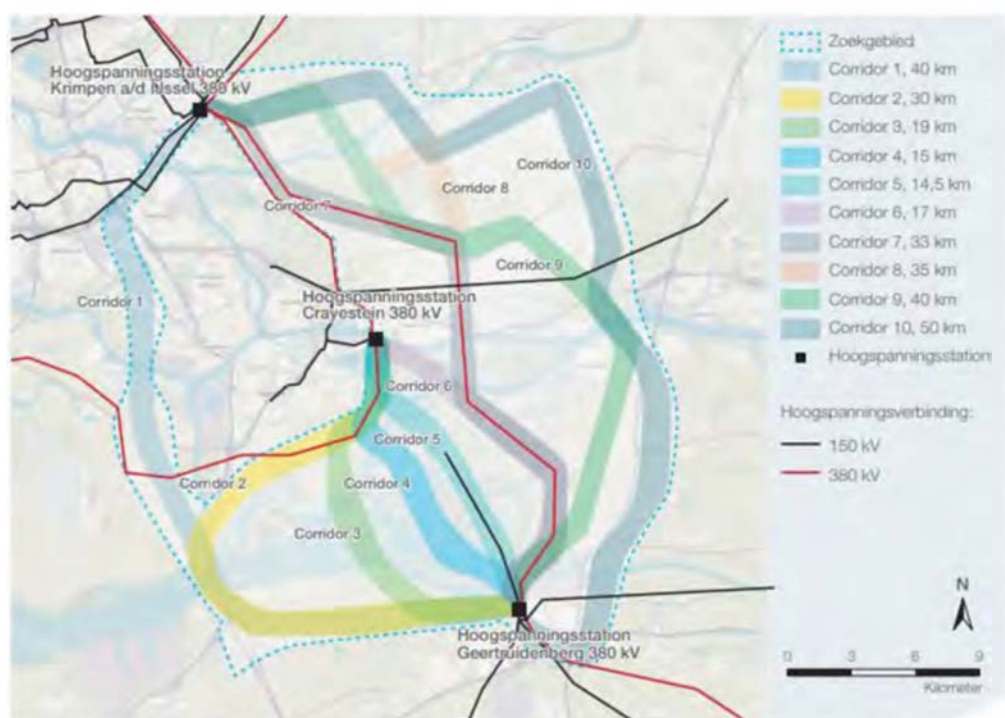 Hoogspanningsstation
Krimpen a/d IJssel 380 kV
Corridor 10
Corridor 8
Corridor 7
Corridor 9
Corridor 1
Hoogspanningsstation
Crayestein 380 kV
Corridor 6
Corridor 5
Corridor 2
Corridor 4
Corridor 3
Hoogspanningsstation
Geertruidenberg 380 kV
Zoekgebied
Corridor 1, 40 km
Corridor 2, 30 km
Corridor 3, 19 km
Corridor 4, 15 km
Corridor 5, 14,5 km
Corridor 6, 17 km
Corridor 7, 33 km
Corridor 8, 35 km
Corridor 9, 40 km
Corridor 10, 50 km
Hoogspanningsstation
Hoogspanningsverbinding:
150 kV
380 kV
N
0 3 6 9
Kilometer